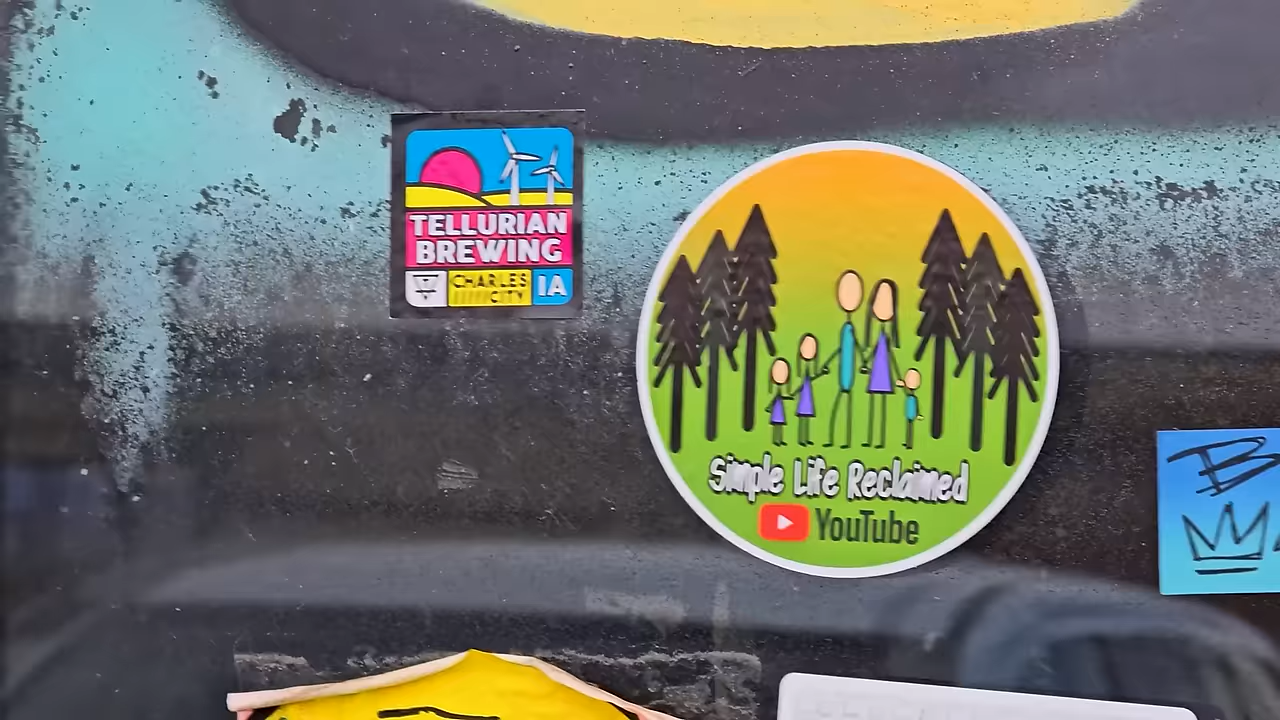 TELLURIAN
BREWING
CHARLES
CITY
IA
Simple Life Reclaimed
YouTube
B